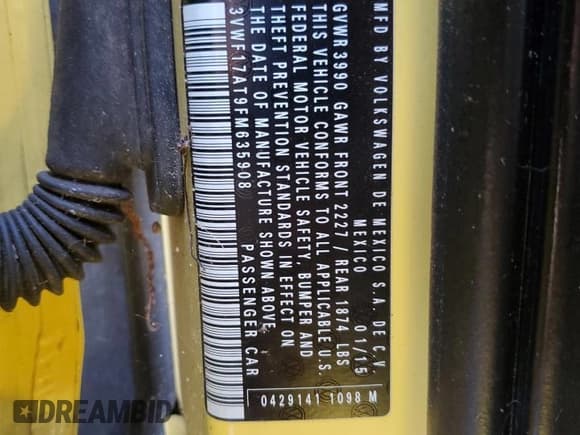 MFD BY VOLKSWAGEN DE MEXICO S.A. DE C.V.
MEXICO 01/15
GVWR3990 GAWR FRONT 2227 / REAR 1874 LBS
THIS VEHICLE CONFORMS TO ALL APPLICABLE U.S.
FEDERAL MOTOR VEHICLE SAFETY, BUMPER AND
THEFT PREVENTION STANDARDS IN EFFECT ON
THE DATE OF MANUFACTURE SHOWN ABOVE.
3VWF17AT9FM635908 PASSENGER CAR
0429141 1098 M
DREAMBID